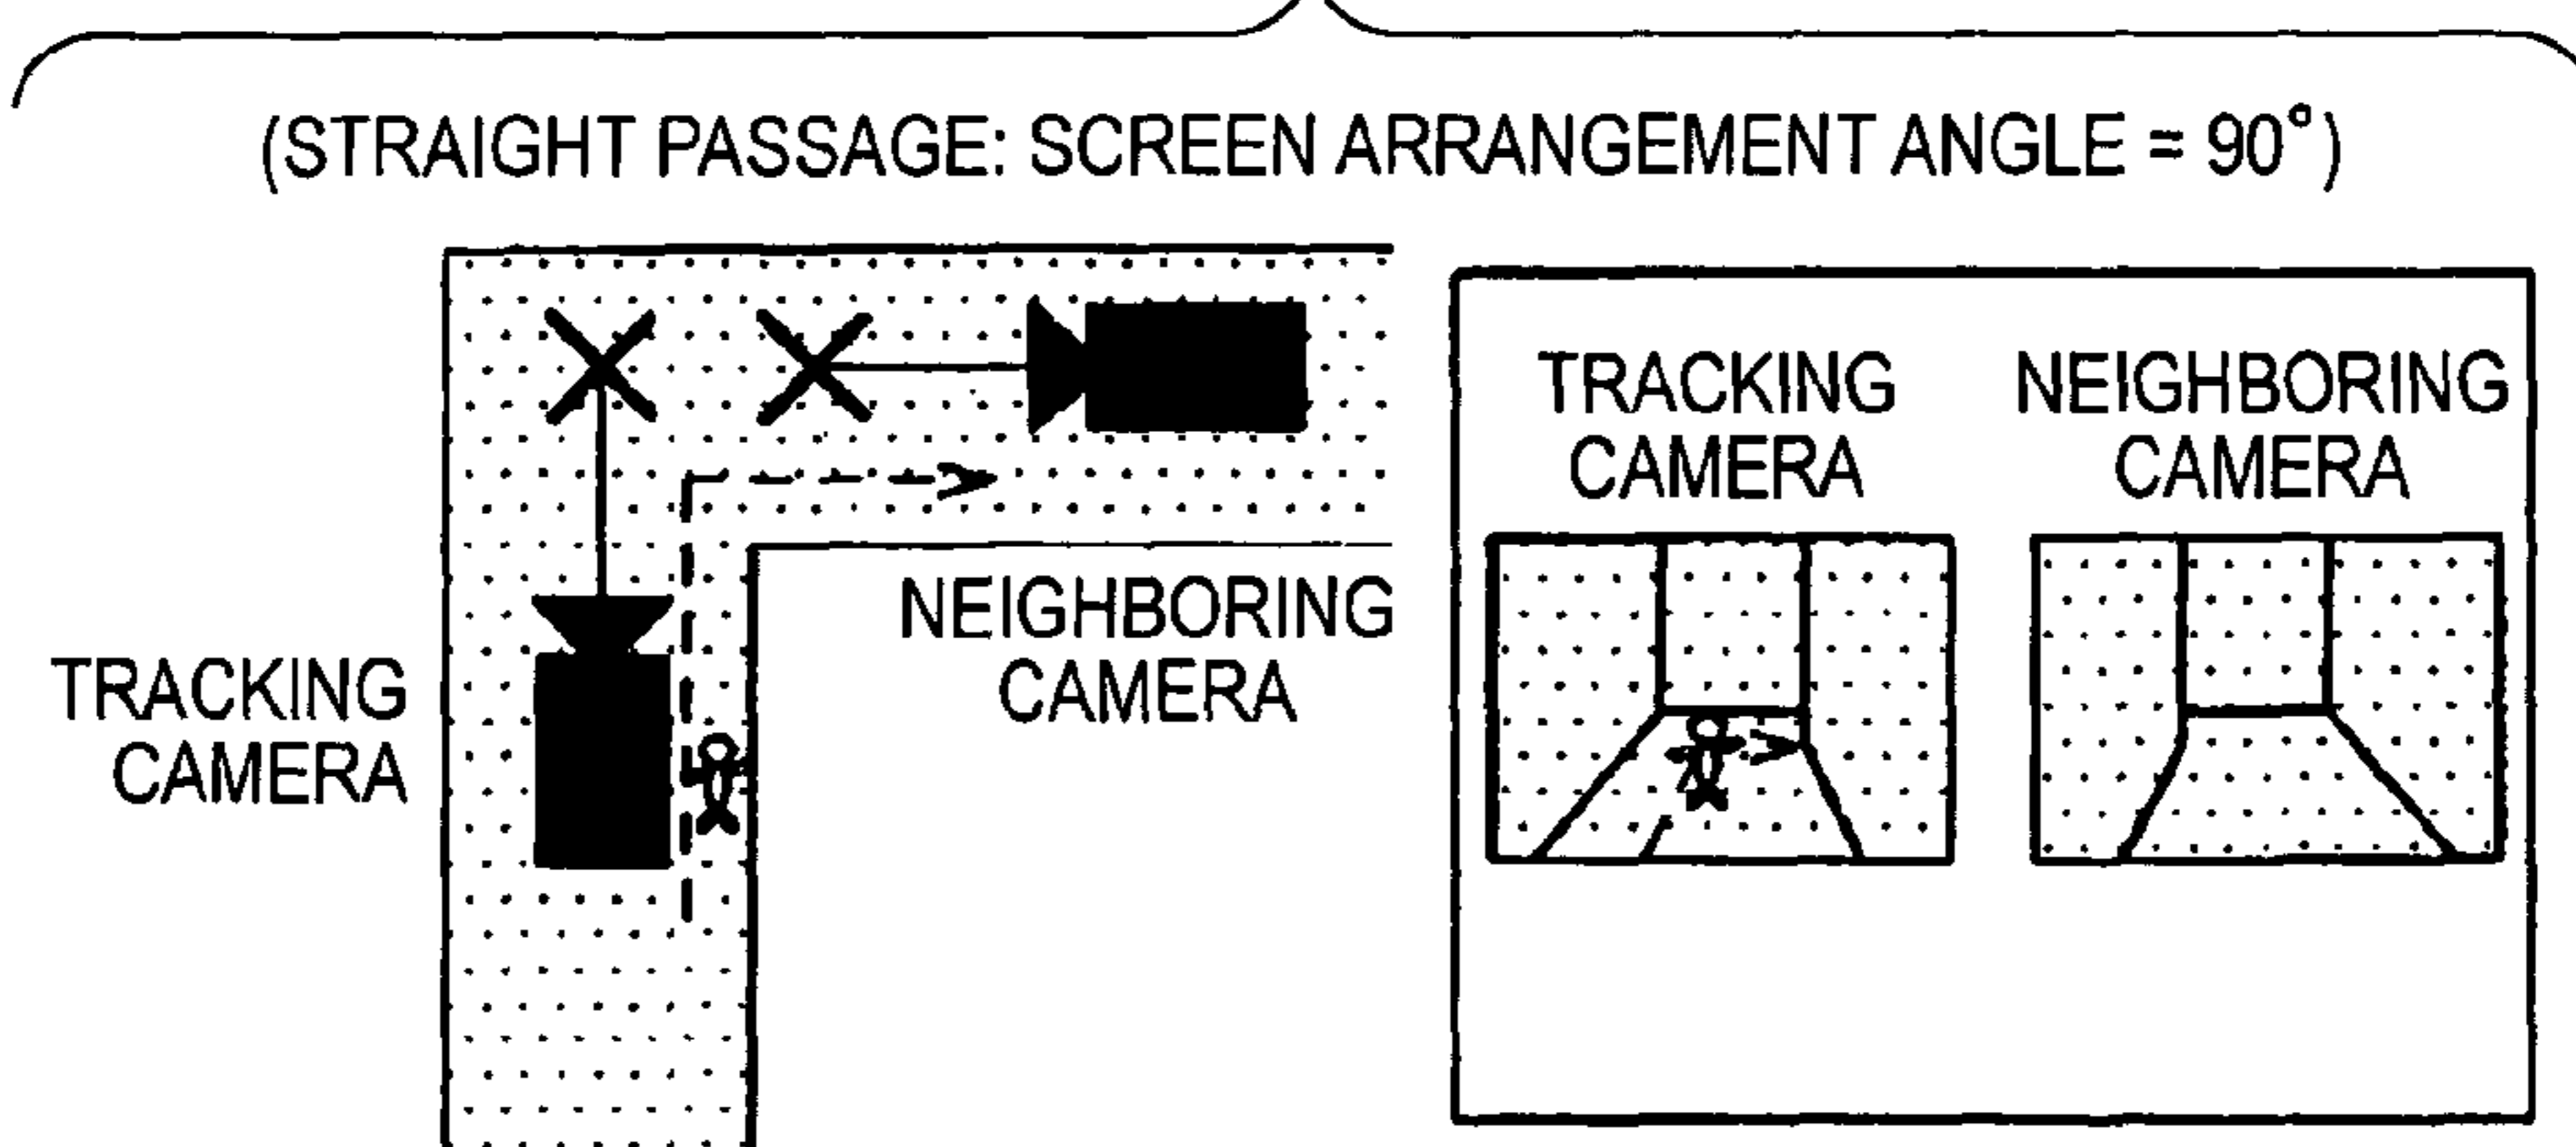 (STRAIGHT PASSAGE: SCREEN ARRANGEMENT ANGLE = 90°)
TRACKING
CAMERA
NEIGHBORING
CAMERA
TRACKING
CAMERA
NEIGHBORING
CAMERA